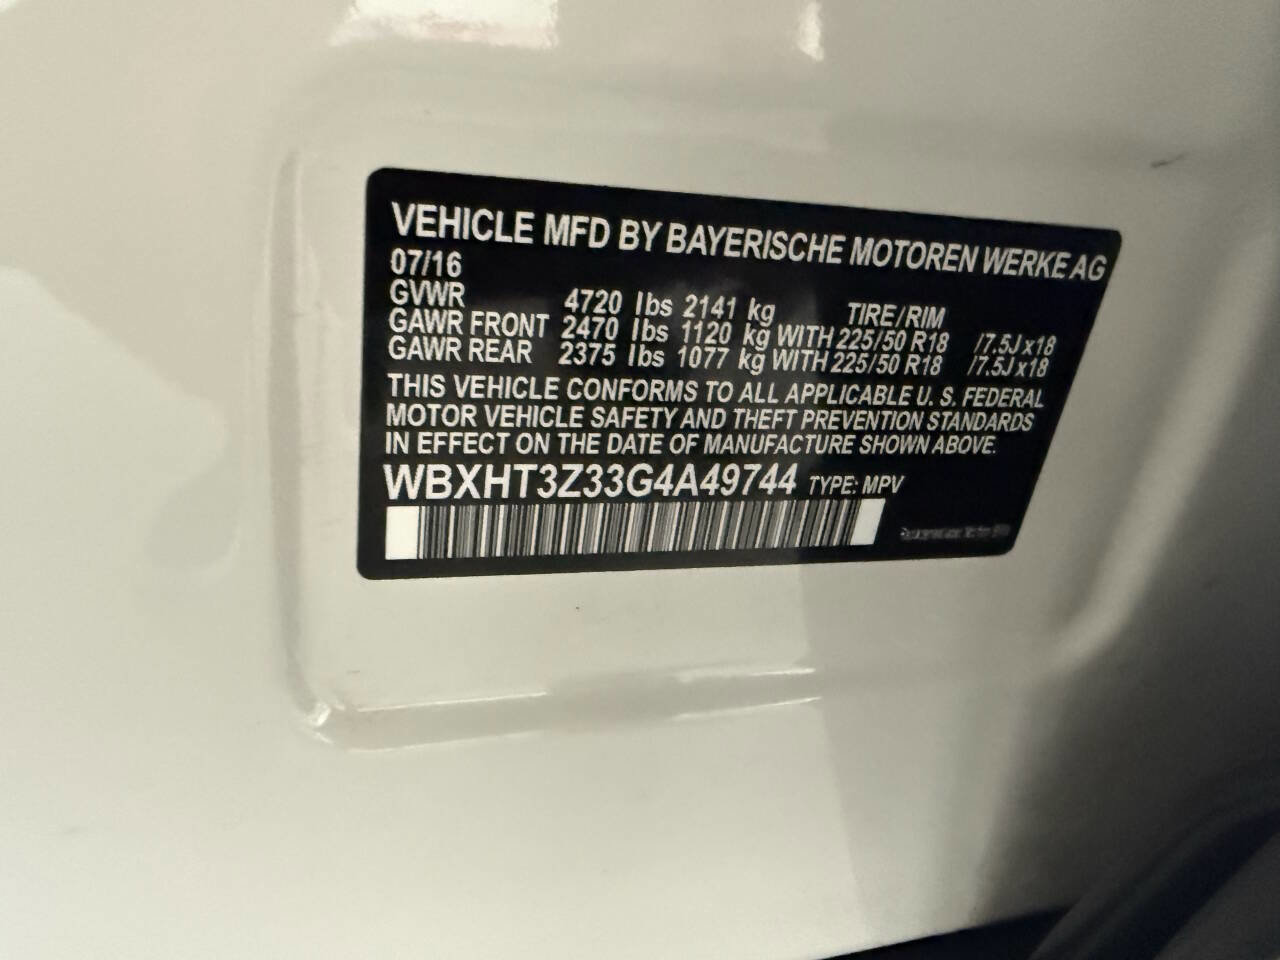 VEHICLE MFD BY BAYERISCHE MOTOREN WERKE AG
07/16
GVWR 4720 lbs 2141 kg TIRE/RIM
GAWR FRONT 2470 lbs 1120 kg WITH 225/50 R18 /7.5J x18
GAWR REAR 2375 lbs 1077 kg WITH 225/50 R18 /7.5J x18
THIS VEHICLE CONFORMS TO ALL APPLICABLE U. S. FEDERAL
MOTOR VEHICLE SAFETY AND THEFT PREVENTION STANDARDS
IN EFFECT ON THE DATE OF MANUFACTURE SHOWN ABOVE.
WBXHT3Z33G4A49744 TYPE: MPV